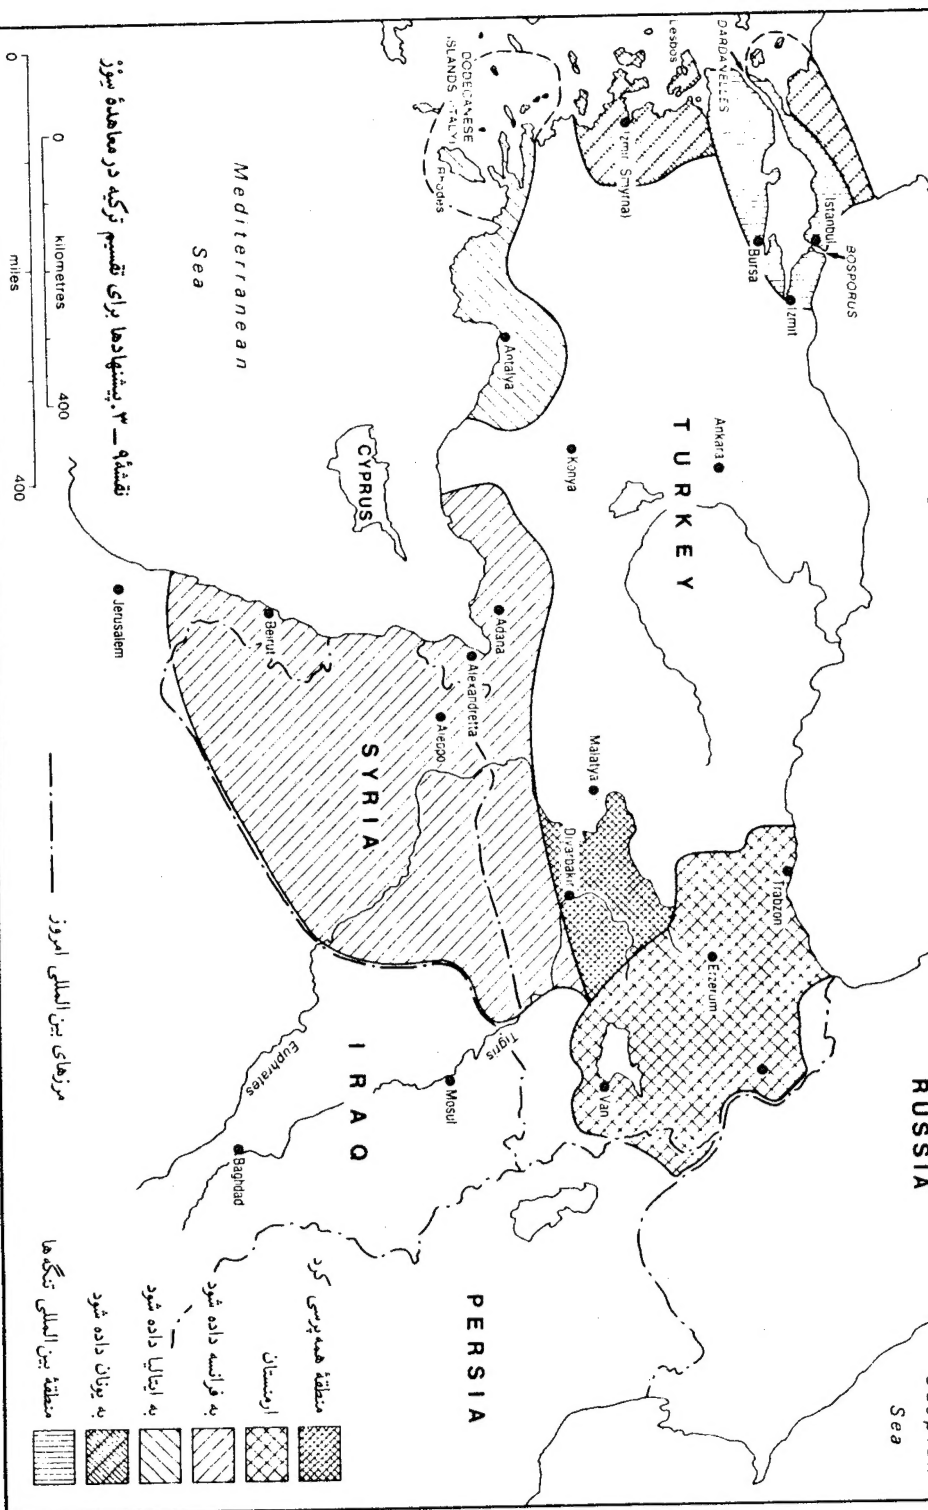 RUSSIA
Sea
DARDANELLES
BOSPORUS
Istanbul
Izmit
Bursa
Lesbos
Izmir (Smyrna)
DODECANESE
ISLANDS (ITALY)
Rhodes
TURKEY
Ankara
Konya
Antalya
Adana
Malatya
Trabzon
Erzerum
Van
Alexandretta
Aleppo
SYRIA
CYPRUS
Beirut
Jerusalem
Mediterranean
Sea
Tigris
Mosul
IRAQ
Euphrates
Baghdad
PERSIA
منطقهٔ همه‌پرسی کرد
ارمنستان
به فرانسه داده شود
به ایتالیا داده شود
به یونان داده شود
منطقهٔ بین‌المللی تنگه‌ها
مرزهای بین‌المللی امروز
نقشهٔ ۹ – ۳. پیشنهادها برای تقسیم ترکیه در معاهدهٔ سِوْرْ
0 kilometres 400
0 miles 400